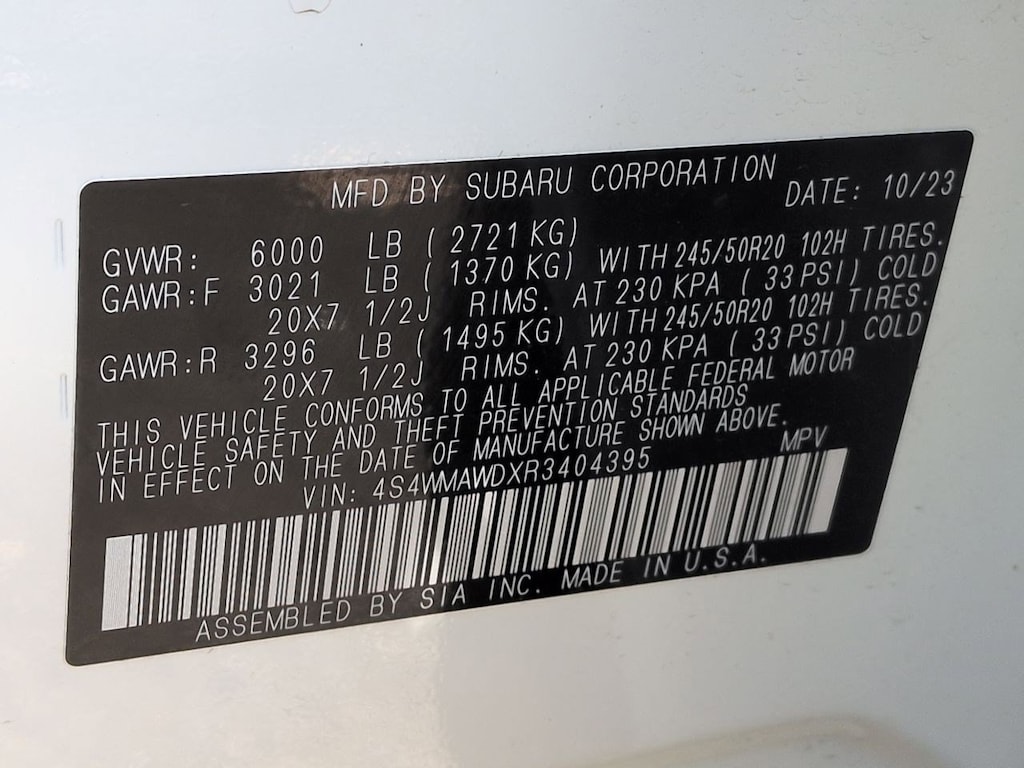 MFD BY SUBARU CORPORATION DATE: 10/23
GVWR: 6000 LB ( 2721 KG)
GAWR:F 3021 LB ( 1370 KG) WITH 245/50R20 102H TIRES.
20X7 1/2J RIMS. AT 230 KPA ( 33 PSI) COLD
GAWR:R 3296 LB ( 1495 KG) WITH 245/50R20 102H TIRES.
20X7 1/2J RIMS. AT 230 KPA ( 33 PSI) COLD
THIS VEHICLE CONFORMS TO ALL APPLICABLE FEDERAL MOTOR
VEHICLE SAFETY AND THEFT PREVENTION STANDARDS
IN EFFECT ON THE DATE OF MANUFACTURE SHOWN ABOVE.
VIN: 4S4WMAWDXR3404395 MPV
ASSEMBLED BY SIA INC. MADE IN U.S.A.